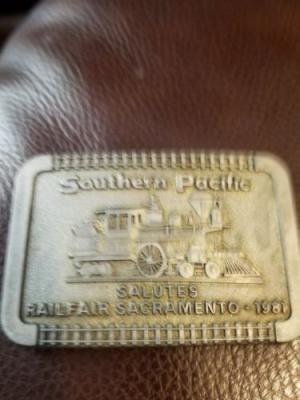 Southern Pacific
SALUTES
RAILFAIR SACRAMENTO - 1981